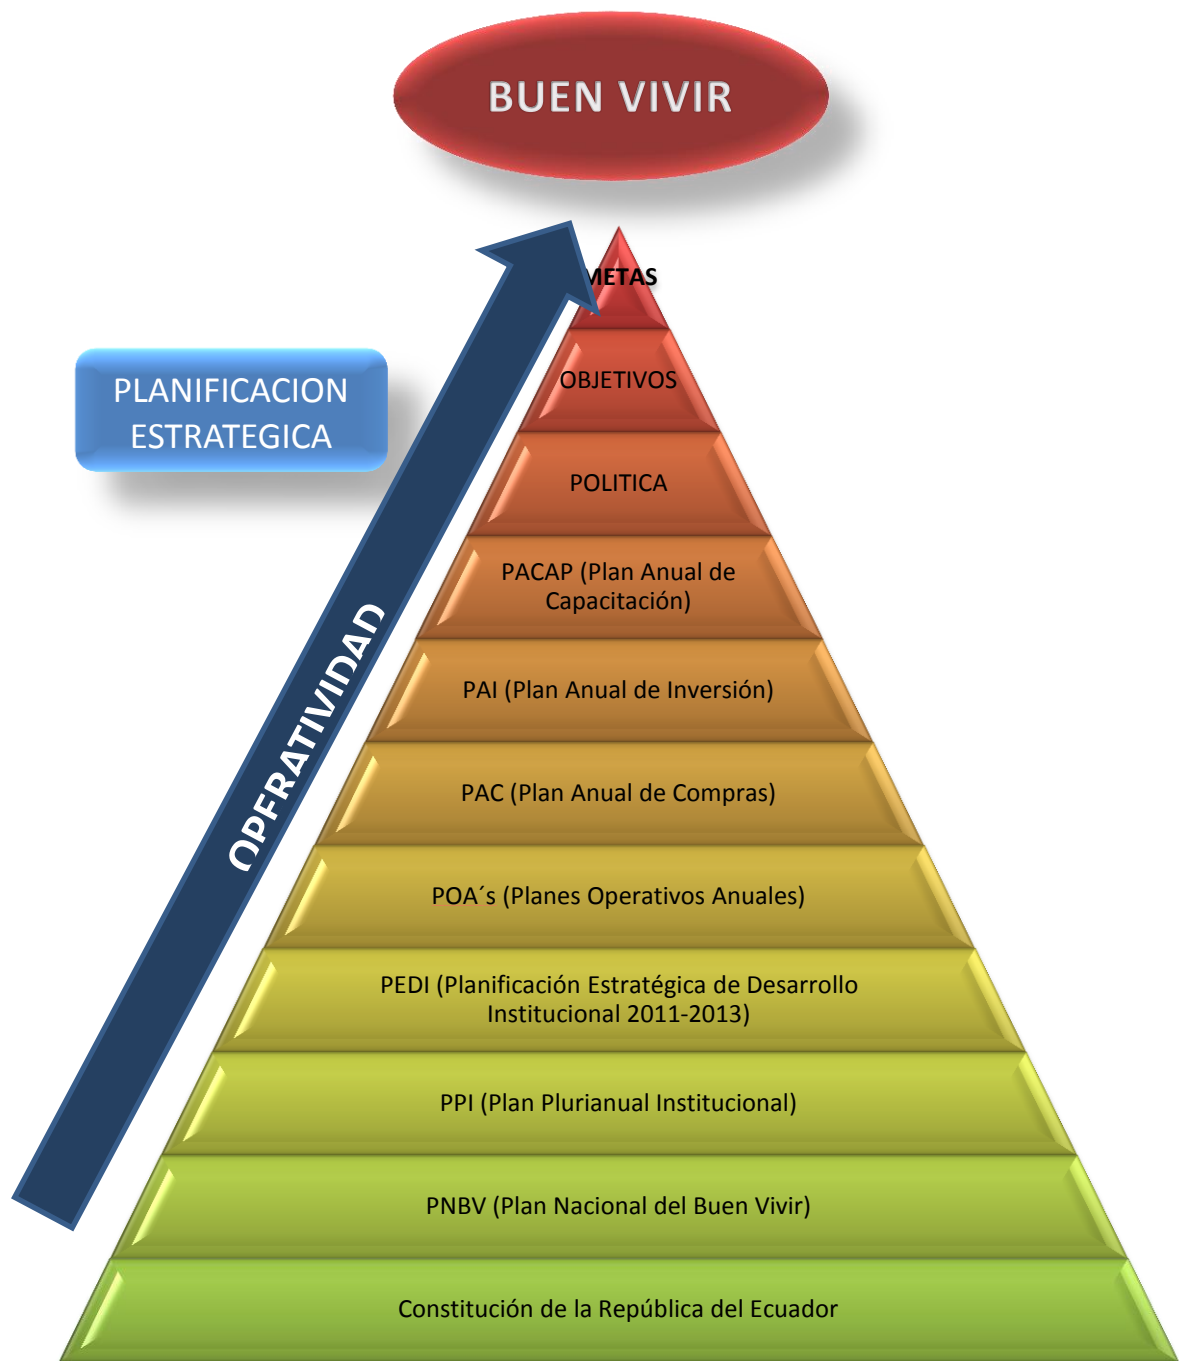 BUEN VIVIR
METAS
PLANIFICACION
ESTRATEGICA
OBJETIVOS
POLITICA
PACAP (Plan Anual de
Capacitación)
OPERATIVIDAD
PAI (Plan Anual de Inversión)
PAC (Plan Anual de Compras)
POA´s (Planes Operativos Anuales)
PEDI (Planificación Estratégica de Desarrollo
Institucional 2011-2013)
PPI (Plan Plurianual Institucional)
PNBV (Plan Nacional del Buen Vivir)
Constitución de la República del Ecuador